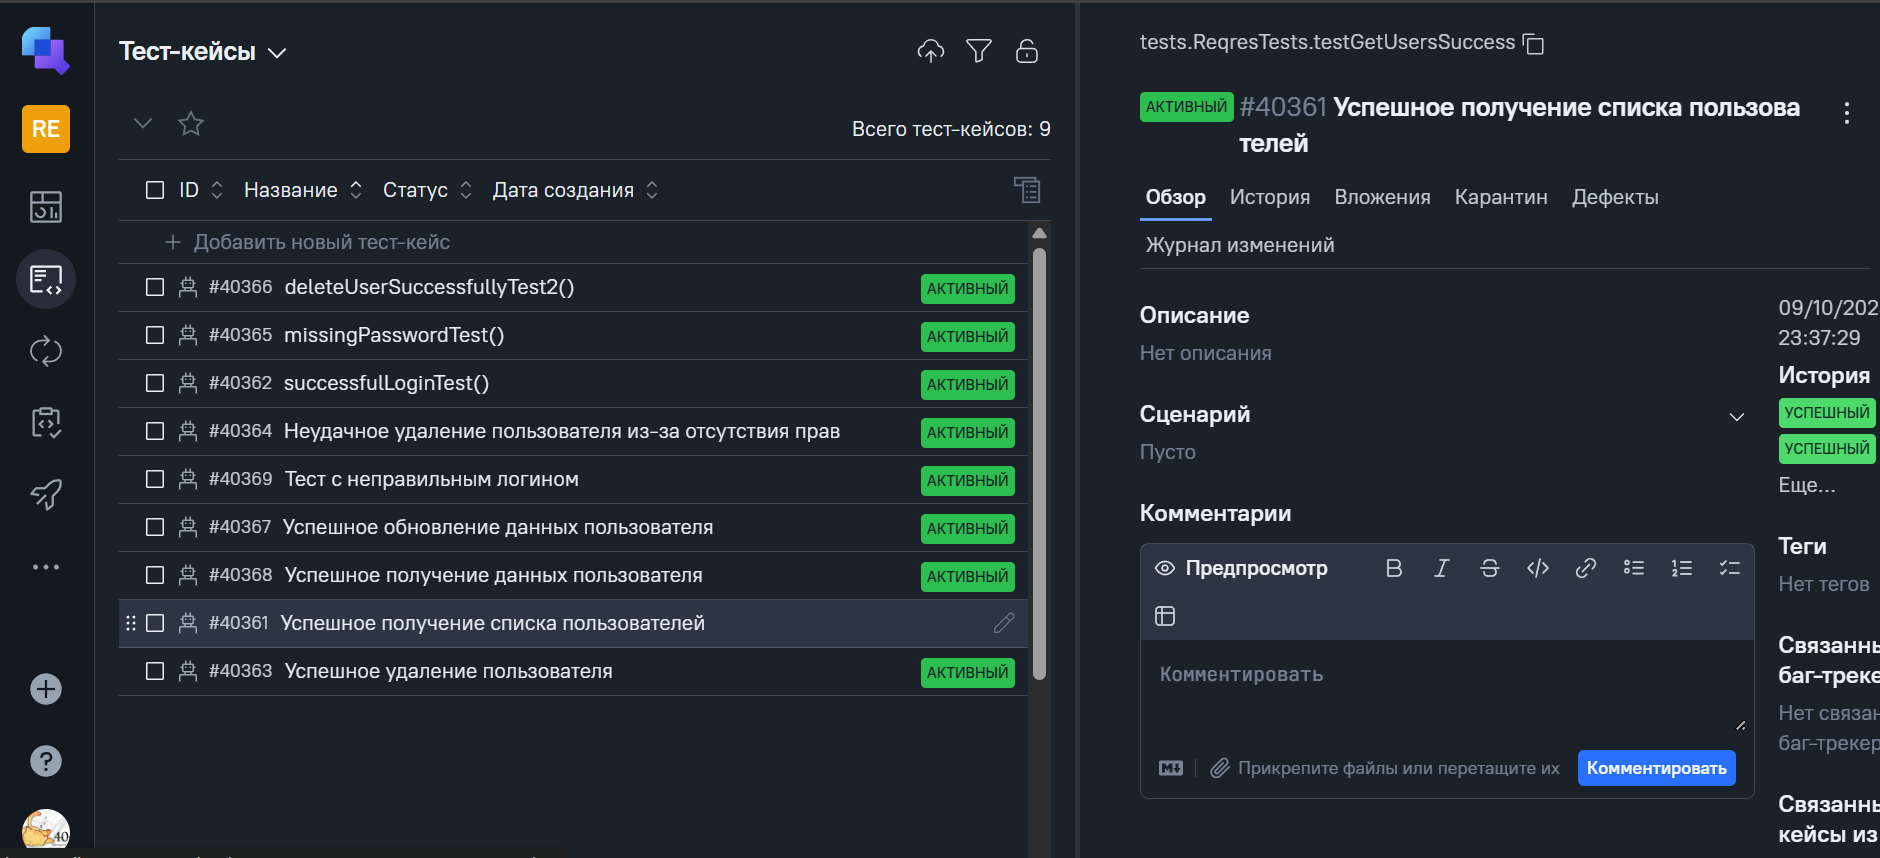 RE
Тест-кейсы
Всего тест-кейсов: 9
ID Название Статус Дата создания
Добавить новый тест-кейс
#40366 deleteUserSuccessfullyTest2() АКТИВНЫЙ
#40365 missingPasswordTest() АКТИВНЫЙ
#40362 successfulLoginTest() АКТИВНЫЙ
#40364 Неудачное удаление пользователя из-за отсутствия прав АКТИВНЫЙ
#40369 Тест с неправильным логином АКТИВНЫЙ
#40367 Успешное обновление данных пользователя АКТИВНЫЙ
#40368 Успешное получение данных пользователя АКТИВНЫЙ
#40361 Успешное получение списка пользователей
#40363 Успешное удаление пользователя АКТИВНЫЙ
40
tests.ReqresTests.testGetUsersSuccess
АКТИВНЫЙ #40361 Успешное получение списка пользова
телей
Обзор История Вложения Карантин Дефекты
Журнал изменений
Описание
Нет описания
Сценарий
Пусто
Комментарии
Предпросмотр
Комментировать
Прикрепите файлы или перетащите их Комментировать
09/10/202
23:37:29
История
УСПЕШНЫЙ
УСПЕШНЫЙ
Еще...
Теги
Нет тегов
Связанны
баг-треке
Нет связан
баг-трекер
Связанны
кейсы из